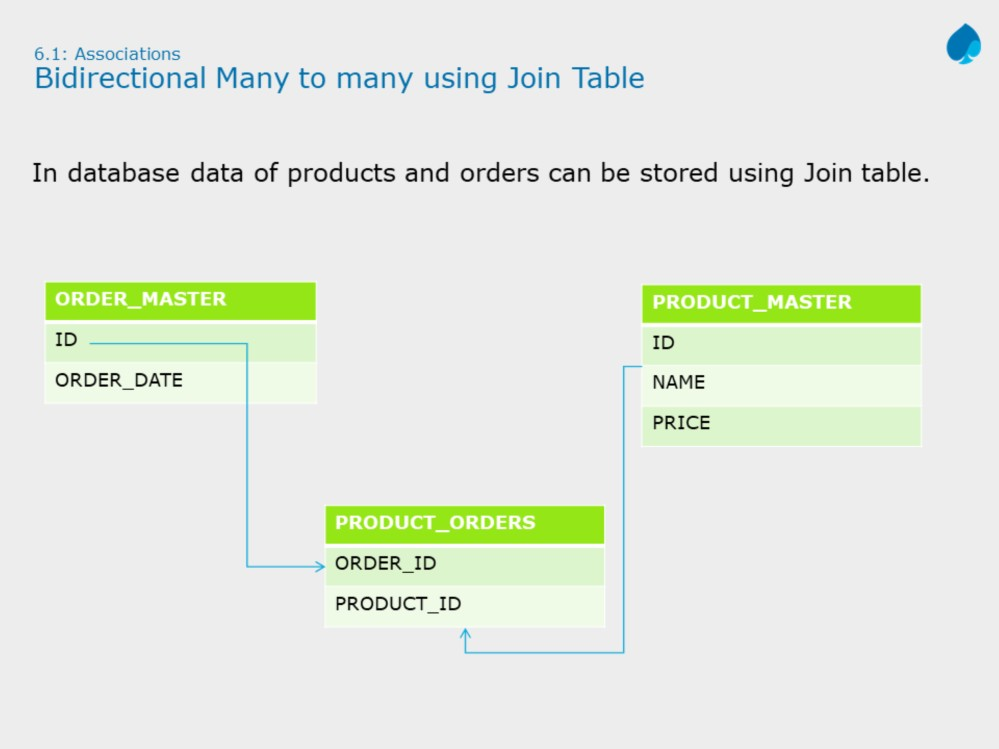 6.1: Associations
Bidirectional Many to many using Join Table
In database data of products and orders can be stored using Join table.
ORDER_MASTER
ID
ORDER_DATE
PRODUCT_MASTER
ID
NAME
PRICE
PRODUCT_ORDERS
ORDER_ID
PRODUCT_ID